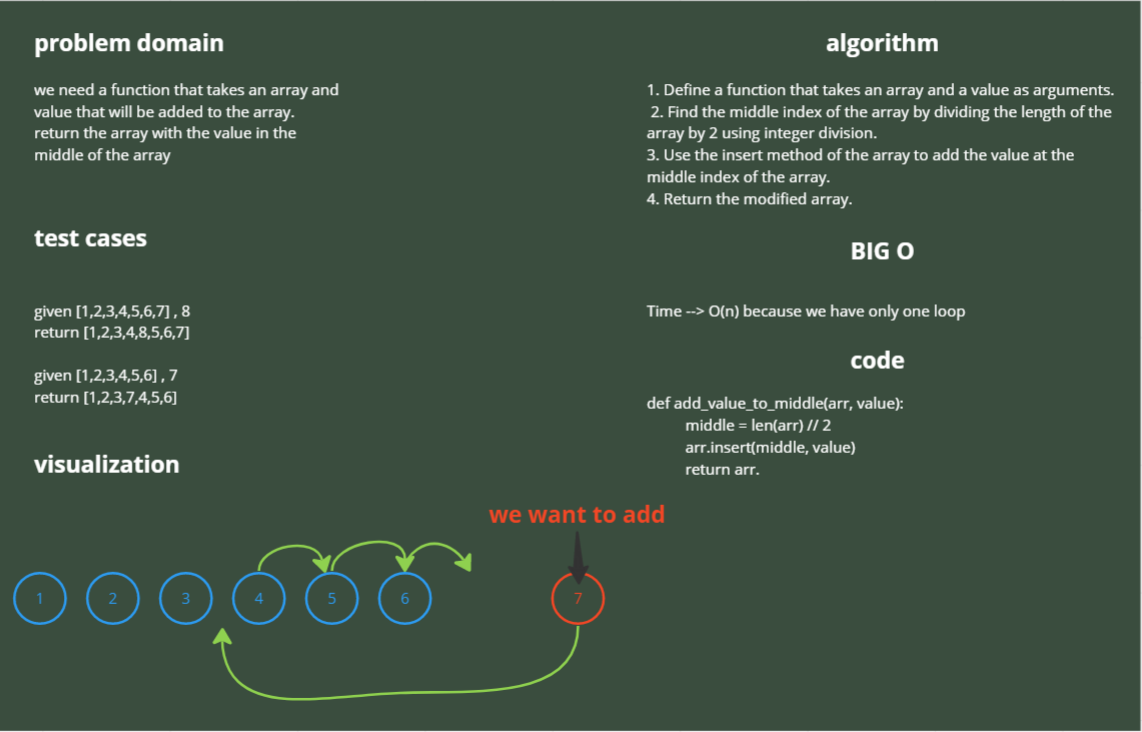 problem domain
we need a function that takes an array and
value that will be added to the array.
return the array with the value in the
middle of the array
test cases
given [1,2,3,4,5,6,7] , 8
return [1,2,3,4,8,5,6,7]
given [1,2,3,4,5,6] , 7
return [1,2,3,7,4,5,6]
visualization
we want to add
1 2 3 4 5 6 7
algorithm
1. Define a function that takes an array and a value as arguments.
2. Find the middle index of the array by dividing the length of the
array by 2 using integer division.
3. Use the insert method of the array to add the value at the
middle index of the array.
4. Return the modified array.
BIG O
Time --> O(n) because we have only one loop
code
def add_value_to_middle(arr, value):
middle = len(arr) // 2
arr.insert(middle, value)
return arr.